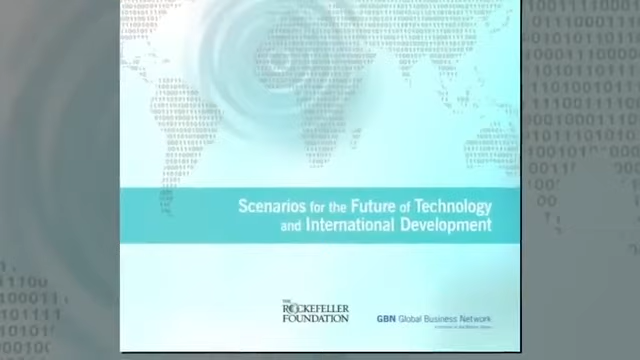 Scenarios for the Future of Technology
and International Development
THE
ROCKEFELLER
FOUNDATION
GBN Global Business Network